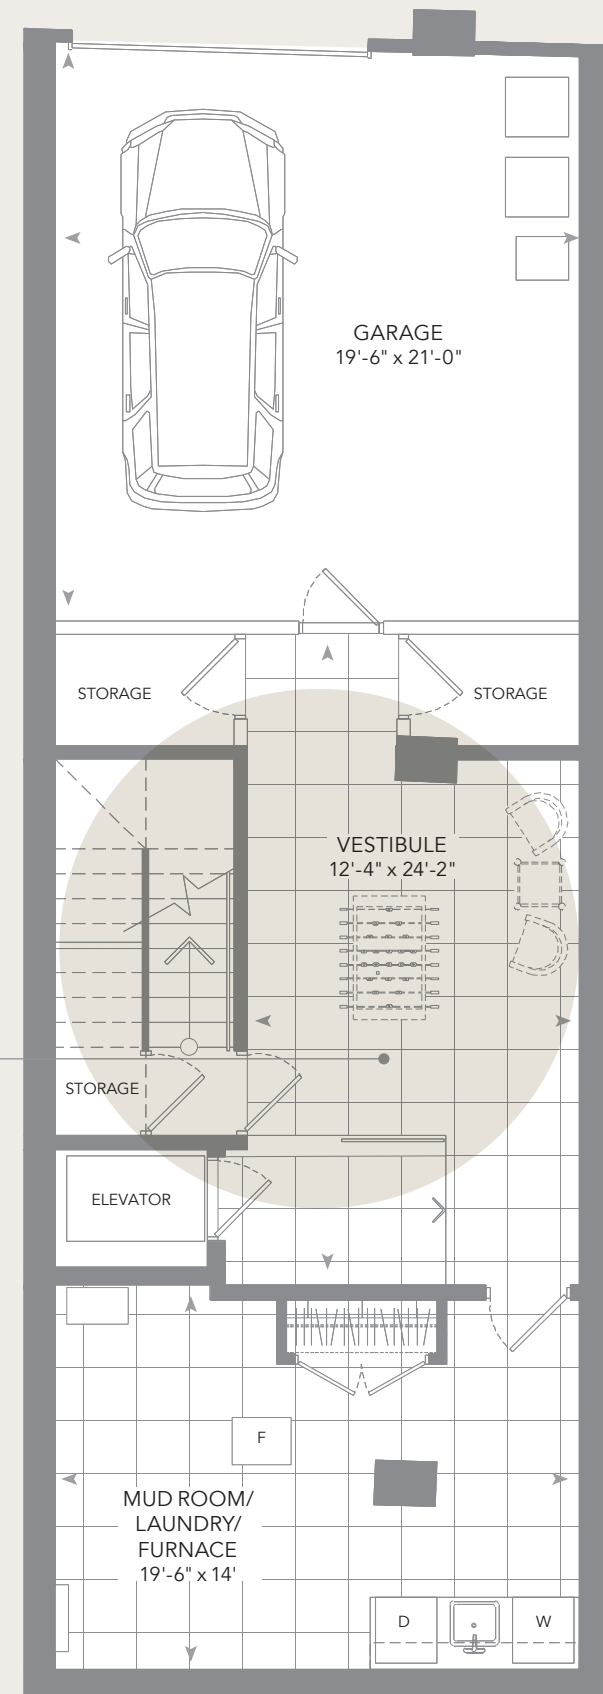 GARAGE
19'-6" x 21'-0"
STORAGE
STORAGE
VESTIBULE
12'-4" x 24'-2"
STORAGE
ELEVATOR
F
MUD ROOM/
LAUNDRY/
FURNACE
19'-6" x 14'
D
W